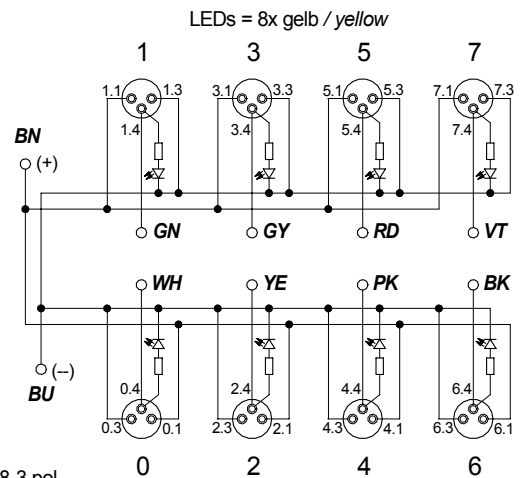 LEDs = 8x gelb / yellow
1 3 5 7
1.1 1.3 3.1 3.3 5.1 5.3 7.1 7.3
1.4 3.4 5.4 7.4
BN
(+)
GN GY RD VT
WH YE PK BK
(--)
BU
0.4 2.4 4.4 6.4
0.3 0.1 2.3 2.1 4.3 4.1 6.3 6.1
0 2 4 6